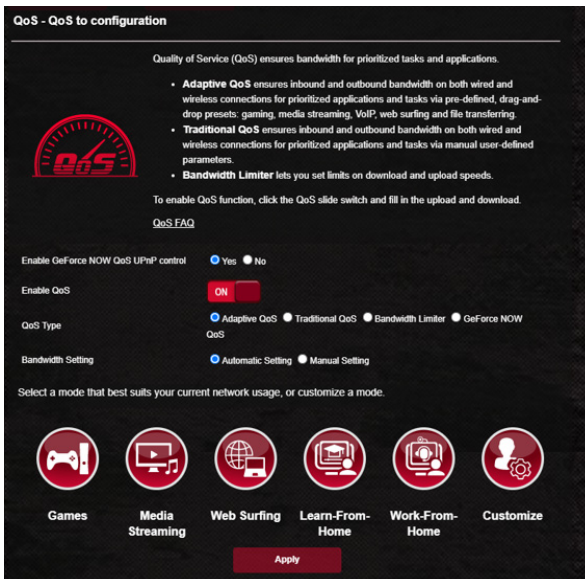 QoS - QoS to configuration
Quality of Service (QoS) ensures bandwidth for prioritized tasks and applications.
• Adaptive QoS ensures inbound and outbound bandwidth on both wired and
wireless connections for prioritized applications and tasks via pre-defined, drag-and-
drop presets: gaming, media streaming, VoIP, web surfing and file transferring.
• Traditional QoS ensures inbound and outbound bandwidth on both wired and
wireless connections for prioritized applications and tasks via manual user-defined
parameters.
• Bandwidth Limiter lets you set limits on download and upload speeds.
QoS
To enable QoS function, click the QoS slide switch and fill in the upload and download.
QoS FAQ
Enable GeForce NOW QoS UPnP control Yes No
Enable QoS ON
QoS Type Adaptive QoS Traditional QoS Bandwidth Limiter GeForce NOW
QoS
Bandwidth Setting Automatic Setting Manual Setting
Select a mode that best suits your current network usage, or customize a mode.
Games Media Web Surfing Learn-From- Work-From- Customize
Streaming Home Home
Apply